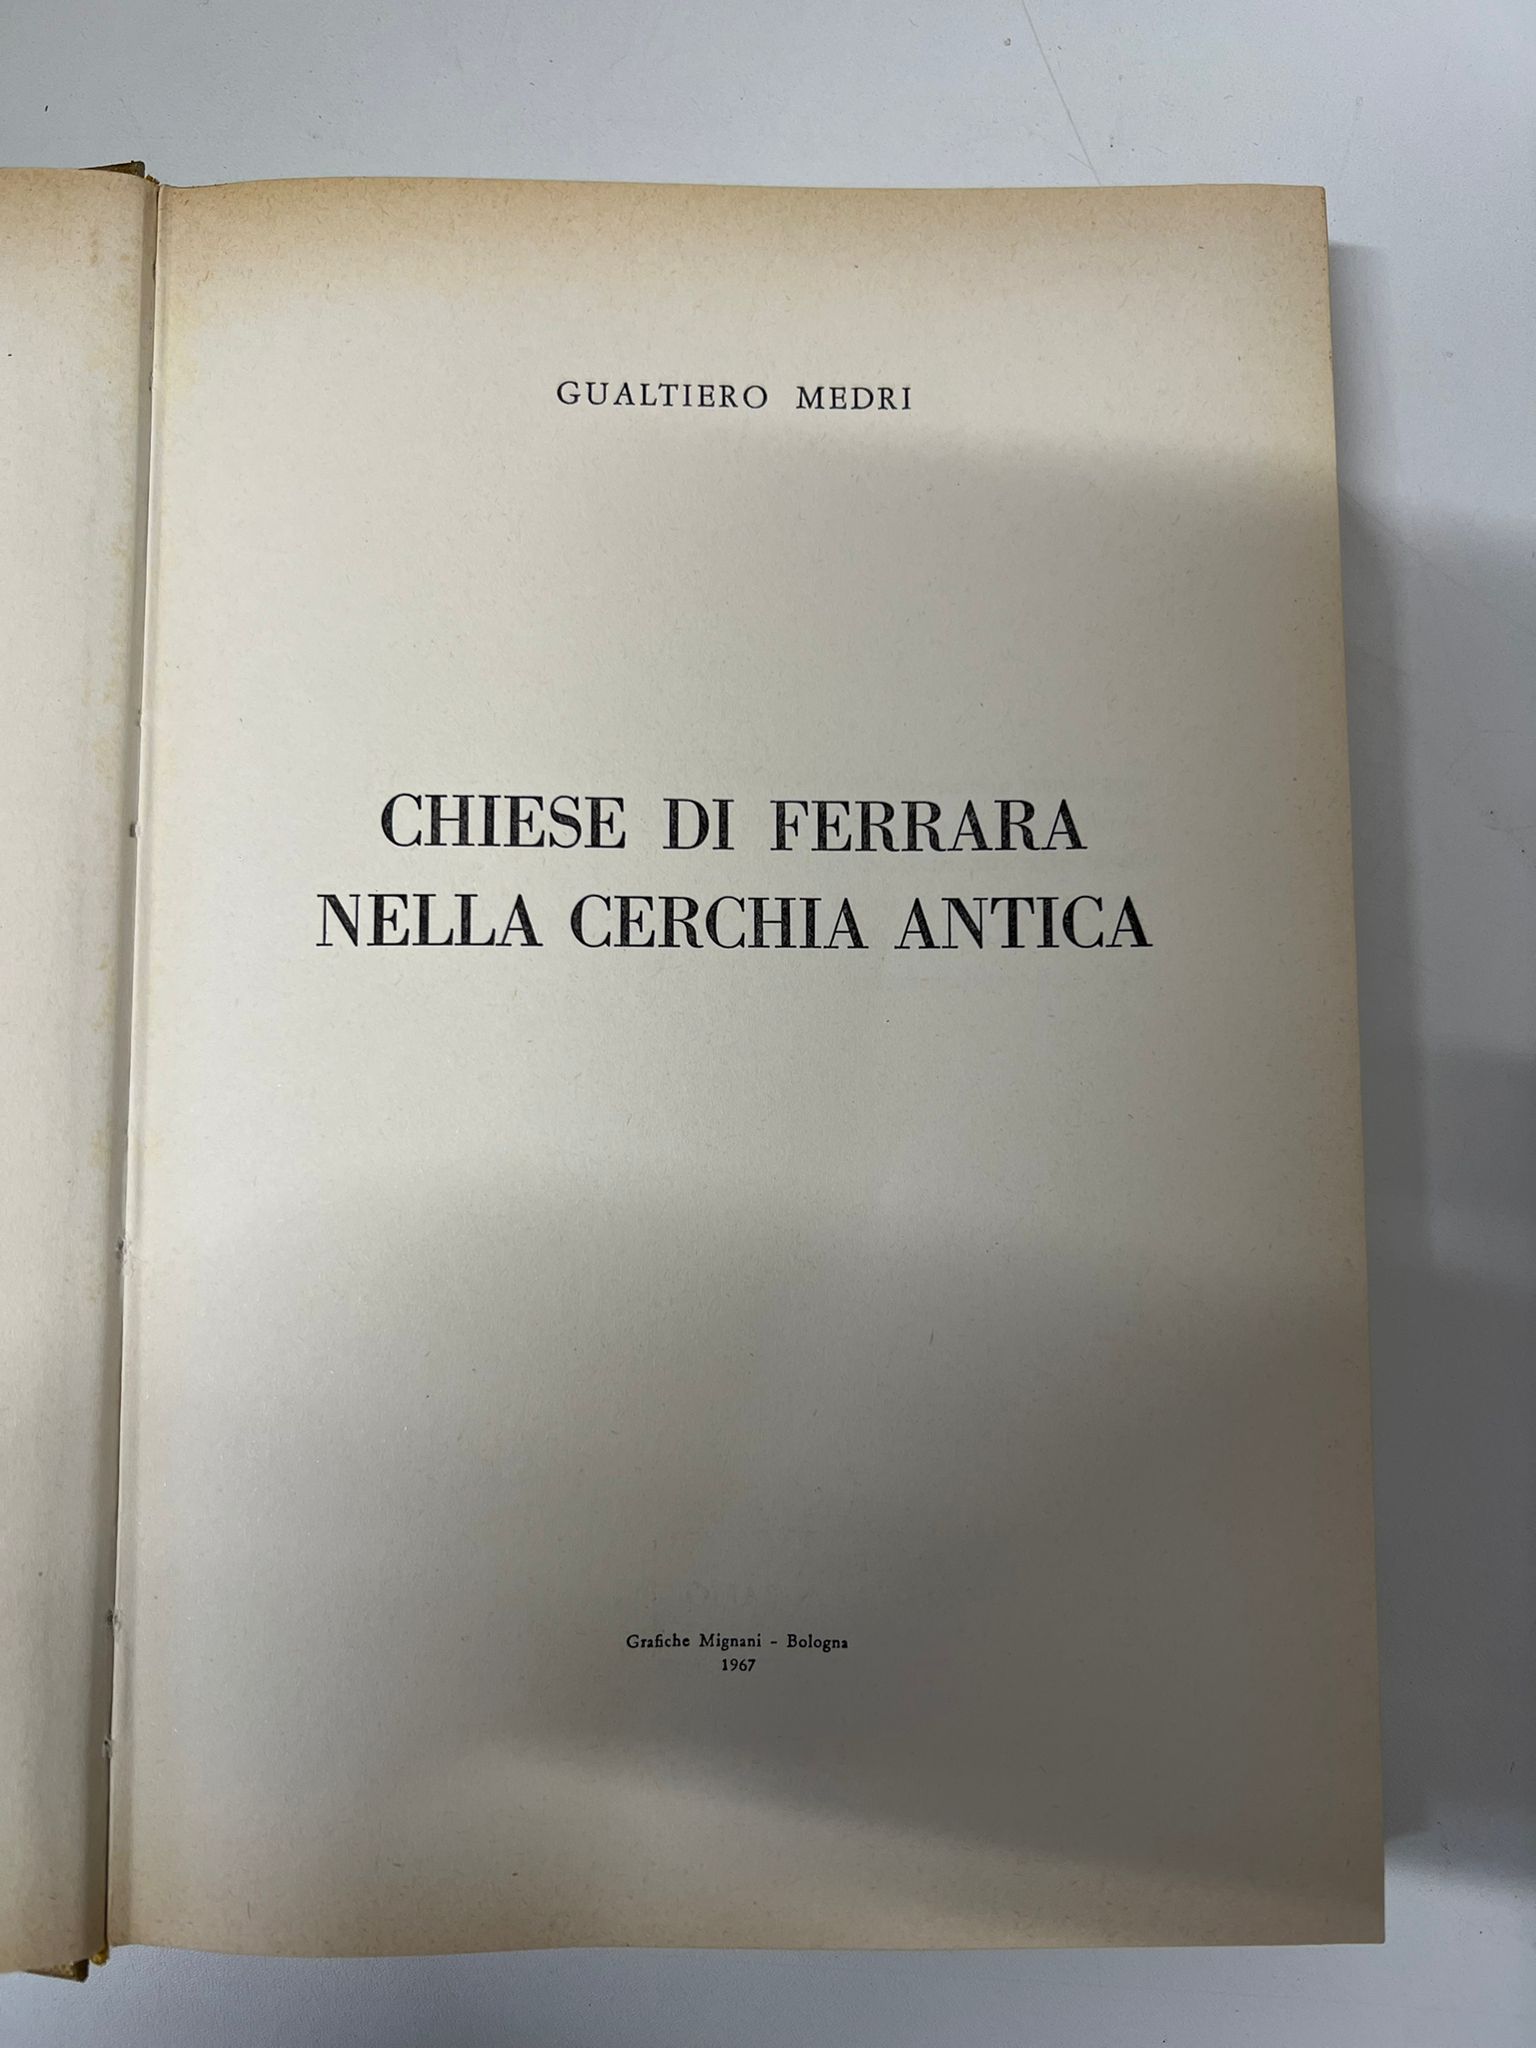 GUALTIERO MEDRI
CHIESE DI FERRARA
NELLA CERCHIA ANTICA
Grafiche Mignani - Bologna
1967